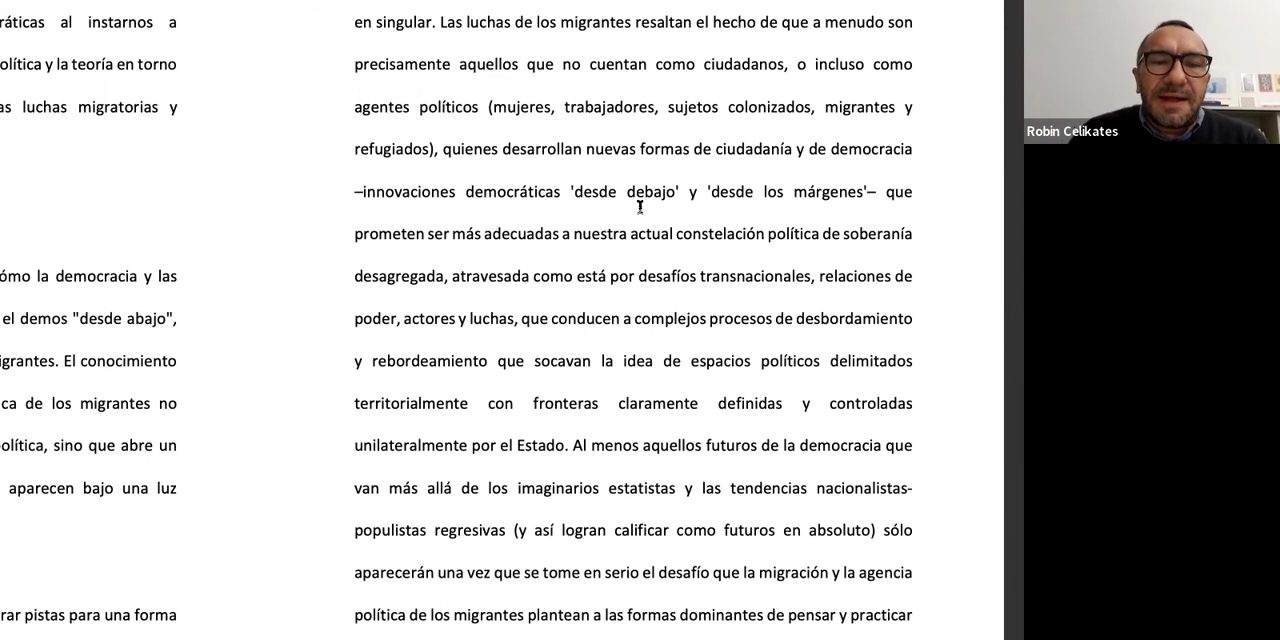 ráticas al instarnos a
olítica y la teoría en torno
as luchas migratorias y
ómo la democracia y las
el demos "desde abajo",
igrantes. El conocimiento
ca de los migrantes no
olítica, sino que abre un
aparecen bajo una luz
rar pistas para una forma
en singular. Las luchas de los migrantes resaltan el hecho de que a menudo son
precisamente aquellos que no cuentan como ciudadanos, o incluso como
agentes políticos (mujeres, trabajadores, sujetos colonizados, migrantes y
refugiados), quienes desarrollan nuevas formas de ciudadanía y de democracia
–innovaciones democráticas 'desde debajo' y 'desde los márgenes'– que
prometen ser más adecuadas a nuestra actual constelación política de soberanía
desagregada, atravesada como está por desafíos transnacionales, relaciones de
poder, actores y luchas, que conducen a complejos procesos de desbordamiento
y rebordeamiento que socavan la idea de espacios políticos delimitados
territorialmente con fronteras claramente definidas y controladas
unilateralmente por el Estado. Al menos aquellos futuros de la democracia que
van más allá de los imaginarios estatistas y las tendencias nacionalistas-
populistas regresivas (y así logran calificar como futuros en absoluto) sólo
aparecerán una vez que se tome en serio el desafío que la migración y la agencia
política de los migrantes plantean a las formas dominantes de pensar y practicar
Robin Celikates